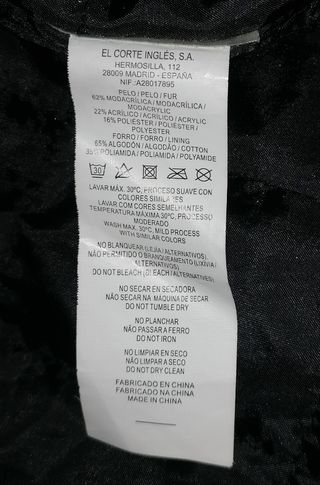 EL CORTE INGLÉS, S.A.
HERMOSILLA, 112
28009 MADRID - ESPAÑA
NIF.:A28017895
PELO / PELO / FUR
62% MODACRÍLICA / MODACRÍLICA /
MODACRYLIC
22% ACRÍLICO / ACRÍLICO / ACRYLIC
16% POLIESTER / POLIESTER /
POLYESTER
FORRO / FORRO / LINING
65% ALGODÓN / ALGODÃO / COTTON
35% POLIAMIDA / POLIAMIDA / POLYAMIDE
30
LAVAR MÁX. 30ºC, PROCESO SUAVE CON
COLORES SIMILARES
LAVAR COM CORES SEMELHANTES
TEMPERATURA MÁXIMA 30ºC, PROCESSO
MODERADO
WASH MAX. 30ºC, MILD PROCESS
WITH SIMILAR COLORS
NO BLANQUEAR (LEJÍA / ALTERNATIVOS).
NÃO PERMITIDO O BRANQUEAMENTO (LIXÍVIA /
ALTERNATIVOS)
DO NOT BLEACH (BLEACH / ALTERNATIVES)
NO SECAR EN SECADORA
NÃO SECAR NA MÁQUINA DE SECAR
DO NOT TUMBLE DRY
NO PLANCHAR
NÃO PASSAR A FERRO
DO NOT IRON
NO LIMPIAR EN SECO
NÃO LIMPAR A SECO
DO NOT DRY CLEAN
FABRICADO EN CHINA
FABRICADO NA CHINA
MADE IN CHINA